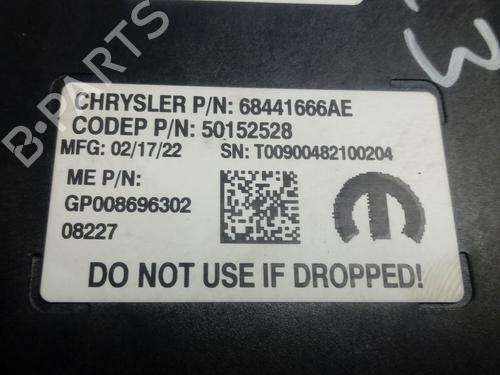 CHRYSLER P/N: 68441666AE
CODEP P/N: 50152528
MFG: 02/17/22 SN: T00900482100204
ME P/N:
GP008696302
08227
DO NOT USE IF DROPPED!
B-PARTS